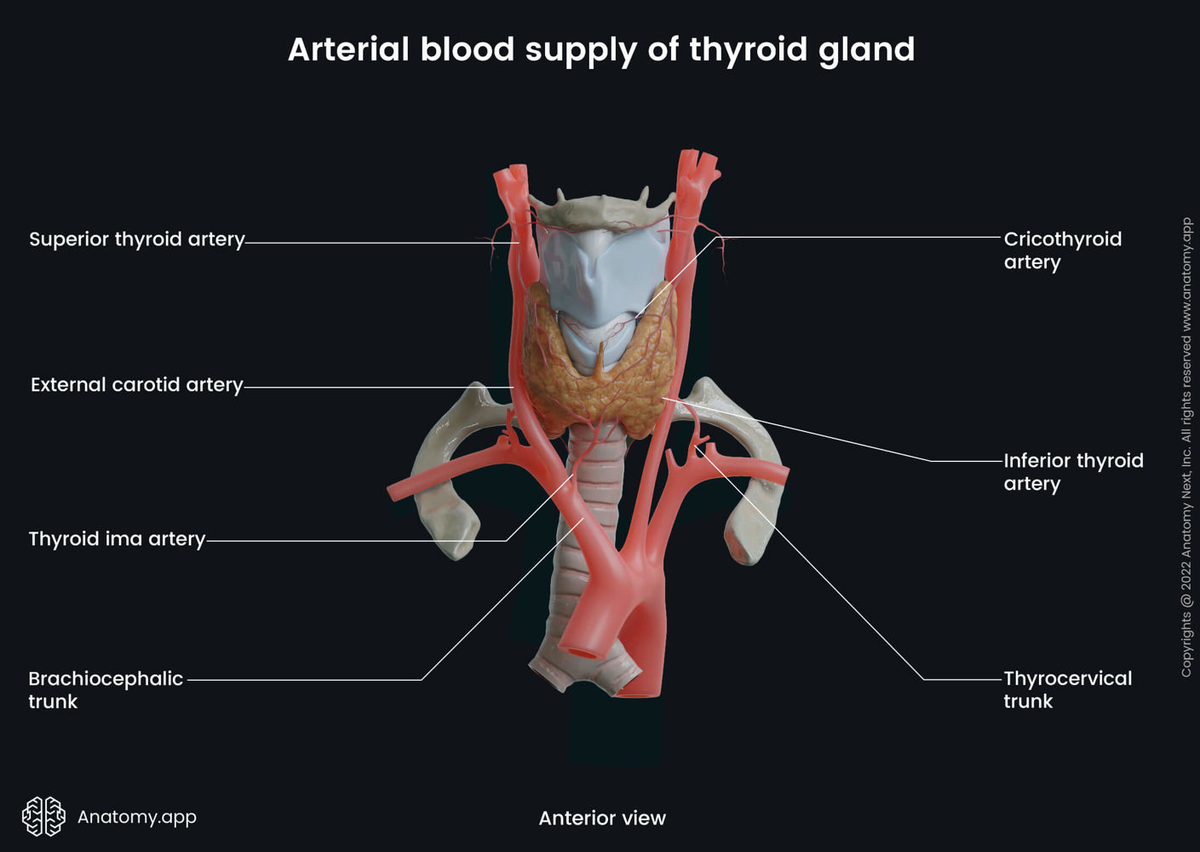 Arterial blood supply of thyroid gland
Superior thyroid artery
External carotid artery
Thyroid ima artery
Brachiocephalic
trunk
Cricothyroid
artery
Inferior thyroid
artery
Thyrocervical
trunk
Copyrights @ 2022 Anatomy Next, Inc. All rights reserved www.anatomy.app
Anatomy.app
Anterior view